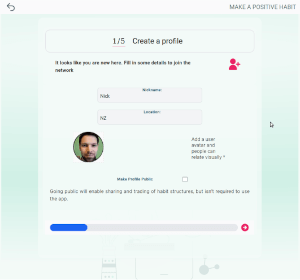 MAKE A POSITIVE HABIT
1/5 Create a profile
It looks like you are new here. Fill in some details to join the
network
Nickname:
Nick
Location:
NZ
Add a user
avatar and
people can
relate visually *
Make Profile Public:
Going public will enable sharing and trading of habit structures, but isn't required to
use the app.